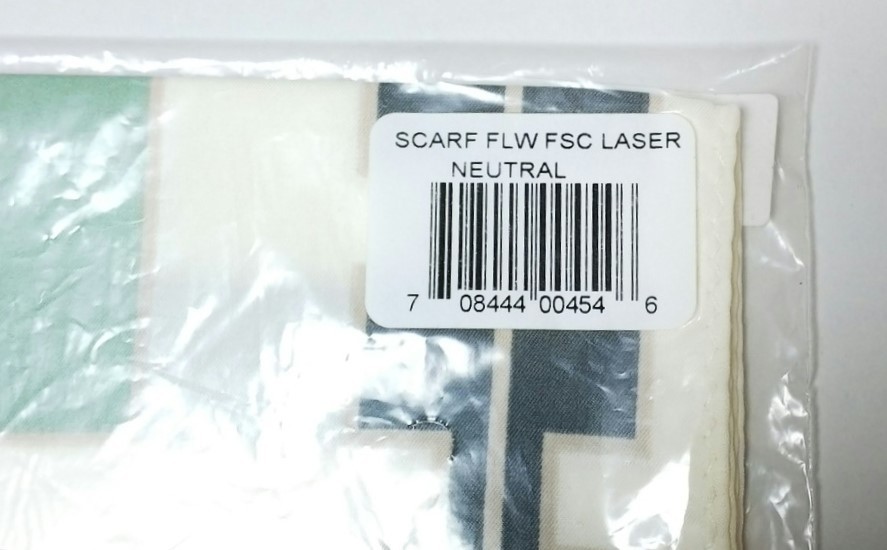 SCARF FLW FSC LASER
NEUTRAL
7 08444 00454 6